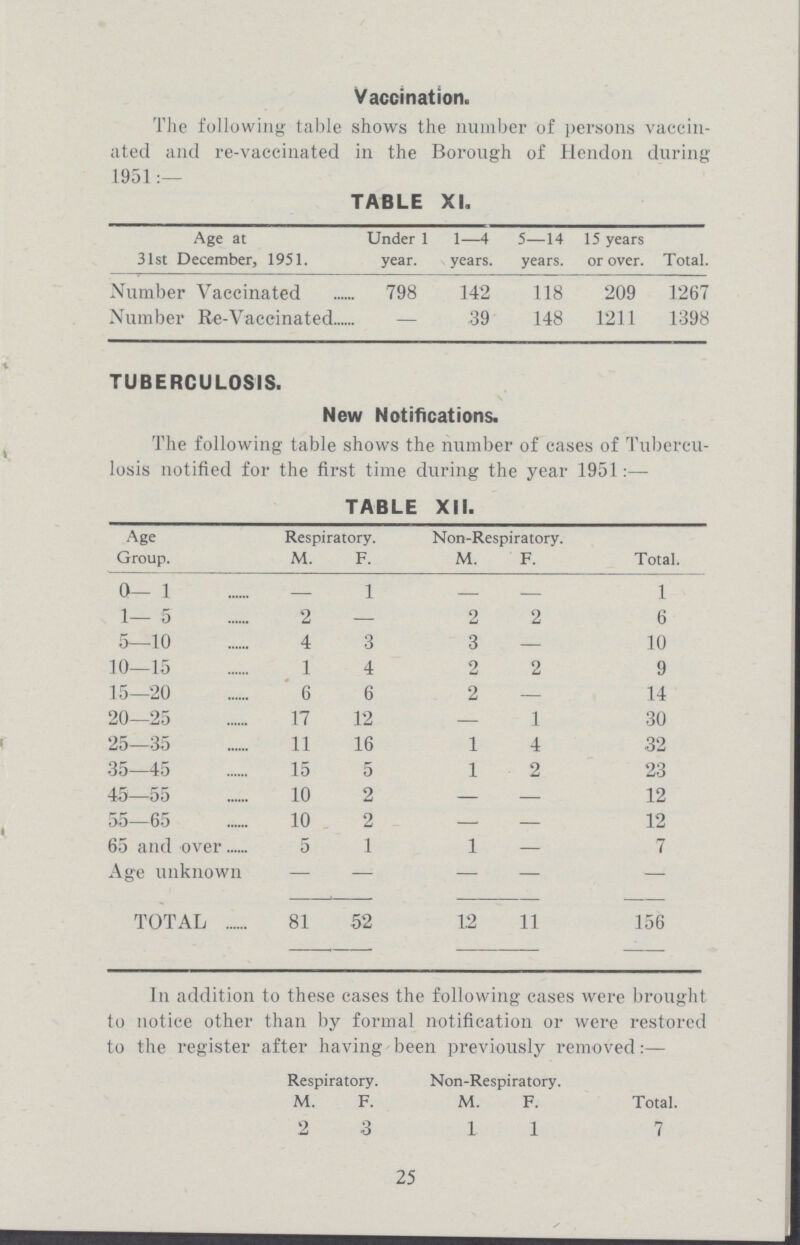 Vaccination.
The following table shows the number of persons vaccin-
ated and re-vaccinated in the Borough of Hendon during
1951:—
TABLE XI.
Age at Under 1 1—4 5—14 15 years
31st December, 1951. year. years. years. or over. Total.
Number Vaccinated ...... 798 142 118 209 1267
Number Re-Vaccinated...... — 39 148 1211 1398
TUBERCULOSIS.
New Notifications.
The following table shows the number of cases of Tubercu-
losis notified for the first time during the year 1951:—
TABLE XII.
Age Respiratory. Non-Respiratory.
Group. M. F. M. F. Total.
0— 1 ...... — 1 — — 1
1— 5 ...... 2 — 2 2 6
5—10 ...... 4 3 3 — 10
10—15 ...... 1 4 2 2 9
15—20 ...... 6 6 2 — 14
20—25 ...... 17 12 — 1 30
25—35 ...... 11 16 1 4 32
35—45 ...... 15 5 1 2 23
45—55 ...... 10 2 — — 12
55—65 ...... 10 2 — — 12
65 and over...... 5 1 1 — 7
Age unknown — — — — —
TOTAL ...... 81 52 12 11 156
In addition to these cases the following cases were brought
to notice other than by formal notification or were restored
to the register after having been previously removed:—
Respiratory. Non-Respiratory.
M. F. M. F. Total.
2 3 1 1 7
25